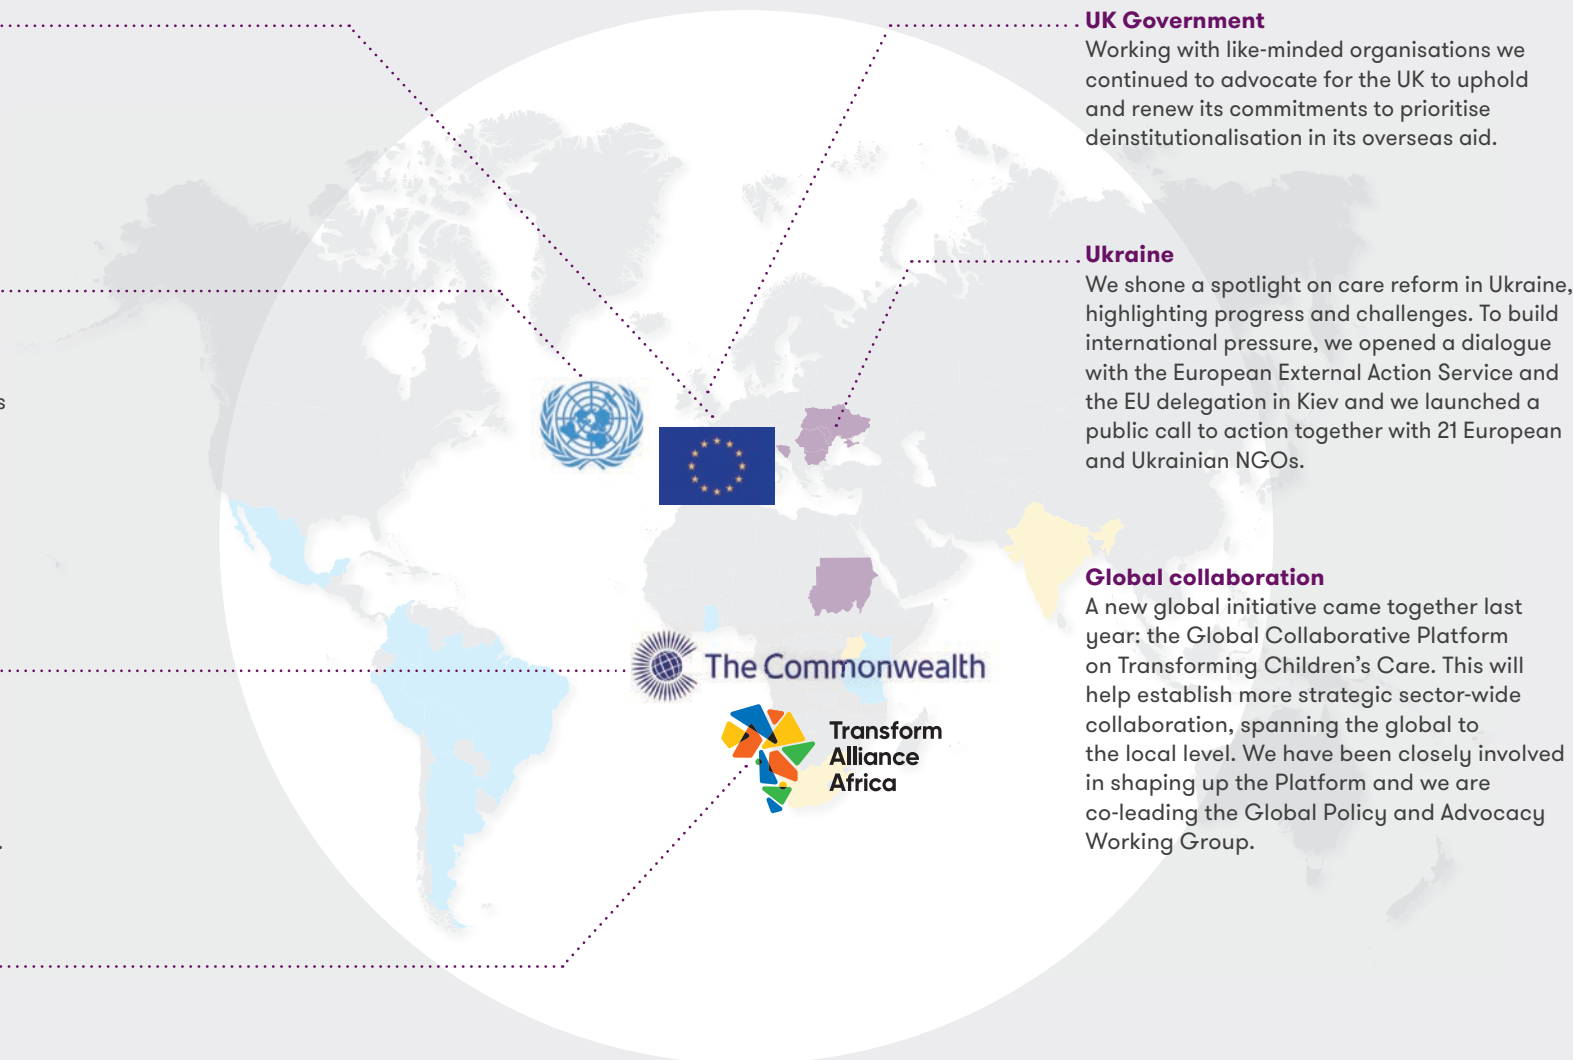 UK Government
Working with like-minded organisations we
continued to advocate for the UK to uphold
and renew its commitments to prioritise
deinstitutionalisation in its overseas aid.
Ukraine
We shone a spotlight on care reform in Ukraine,
highlighting progress and challenges. To build
international pressure, we opened a dialogue
with the European External Action Service and
the EU delegation in Kiev and we launched a
public call to action together with 21 European
and Ukrainian NGOs.
s
Global collaboration
A new global initiative came together last
year: the Global Collaborative Platform
on Transforming Children's Care. This will
help establish more strategic sector-wide
collaboration, spanning the global to
the local level. We have been closely involved
in shaping up the Platform and we are
co-leading the Global Policy and Advocacy
Working Group.
The Commonwealth
Transform
Alliance
Africa
.